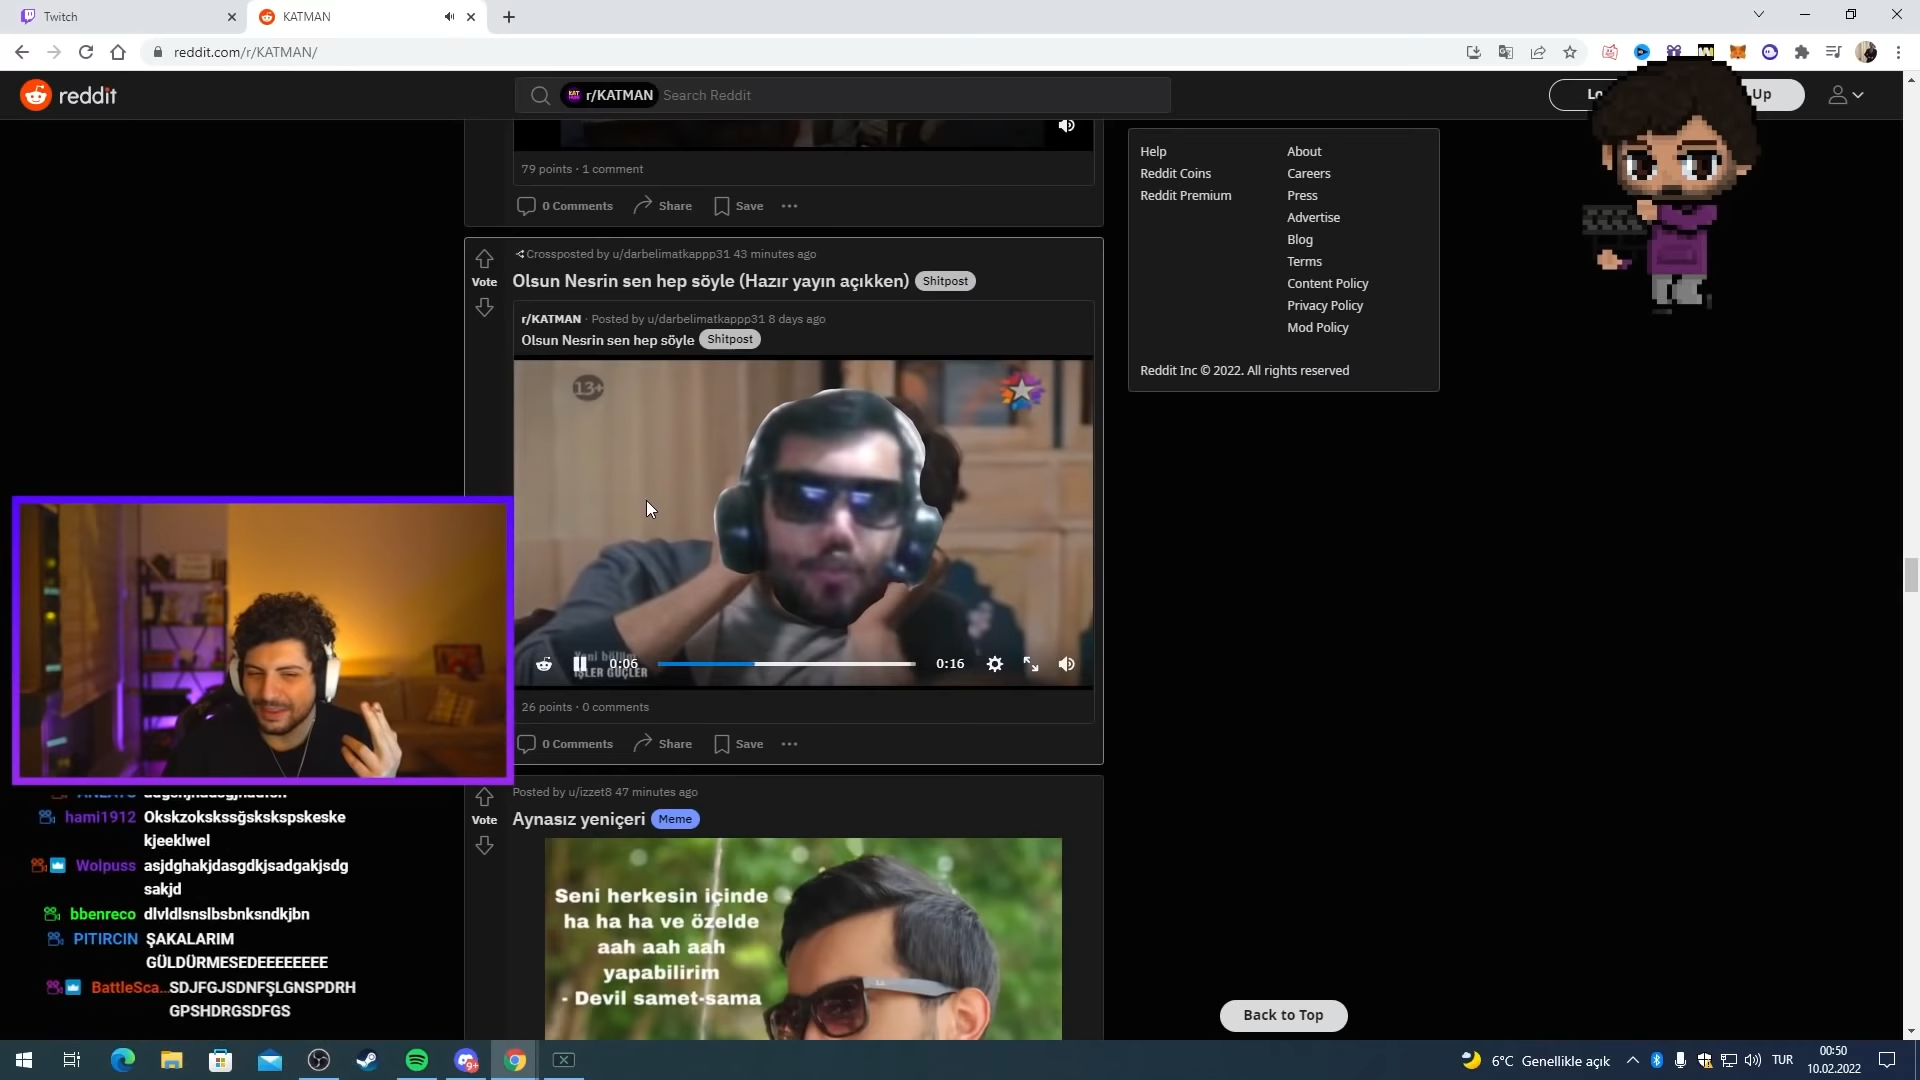 Twitch
KATMAN
reddit.com/r/KATMAN/
reddit
r/KATMAN
Search Reddit
Up
79 points · 1 comment
0 Comments
Share
Save
Vote
Crossposted by u/darbelimatkappp31 43 minutes ago
Olsun Nesrin sen hep söyle (Hazır yayın açıkken)
Shitpost
r/KATMAN · Posted by u/darbelimatkappp31 8 days ago
Olsun Nesrin sen hep söyle
Shitpost
13+
Yeni bölüm
İŞLER GÜÇLER
0:06
0:16
26 points · 0 comments
0 Comments
Share
Save
Vote
Posted by u/izzet8 47 minutes ago
Aynasız yeniçeri
Meme
Seni herkesin içinde
ha ha ha ve özelde
aah aah aah
yapabilirim
- Devil samet-sama
Help
Reddit Coins
Reddit Premium
About
Careers
Press
Advertise
Blog
Terms
Content Policy
Privacy Policy
Mod Policy
Reddit Inc © 2022. All rights reserved
Back to Top
hami1912 Okskzokskssğskskspskeske
kjeeklwel
Wolpuss asjdghakjdasgdkjsadgakjsdg
sakjd
bbenreco dlvldlsnslbsbnksndkjbn
PITIRCIN ŞAKALARIM
GÜLDÜRMESEDEEEEEEEE
BattleSca... SDJFGJSDNFŞLGNSPDRH
GPSHDRGSDFGS
9+
6°C Genellikle açık
TUR
00:50
10.02.2022